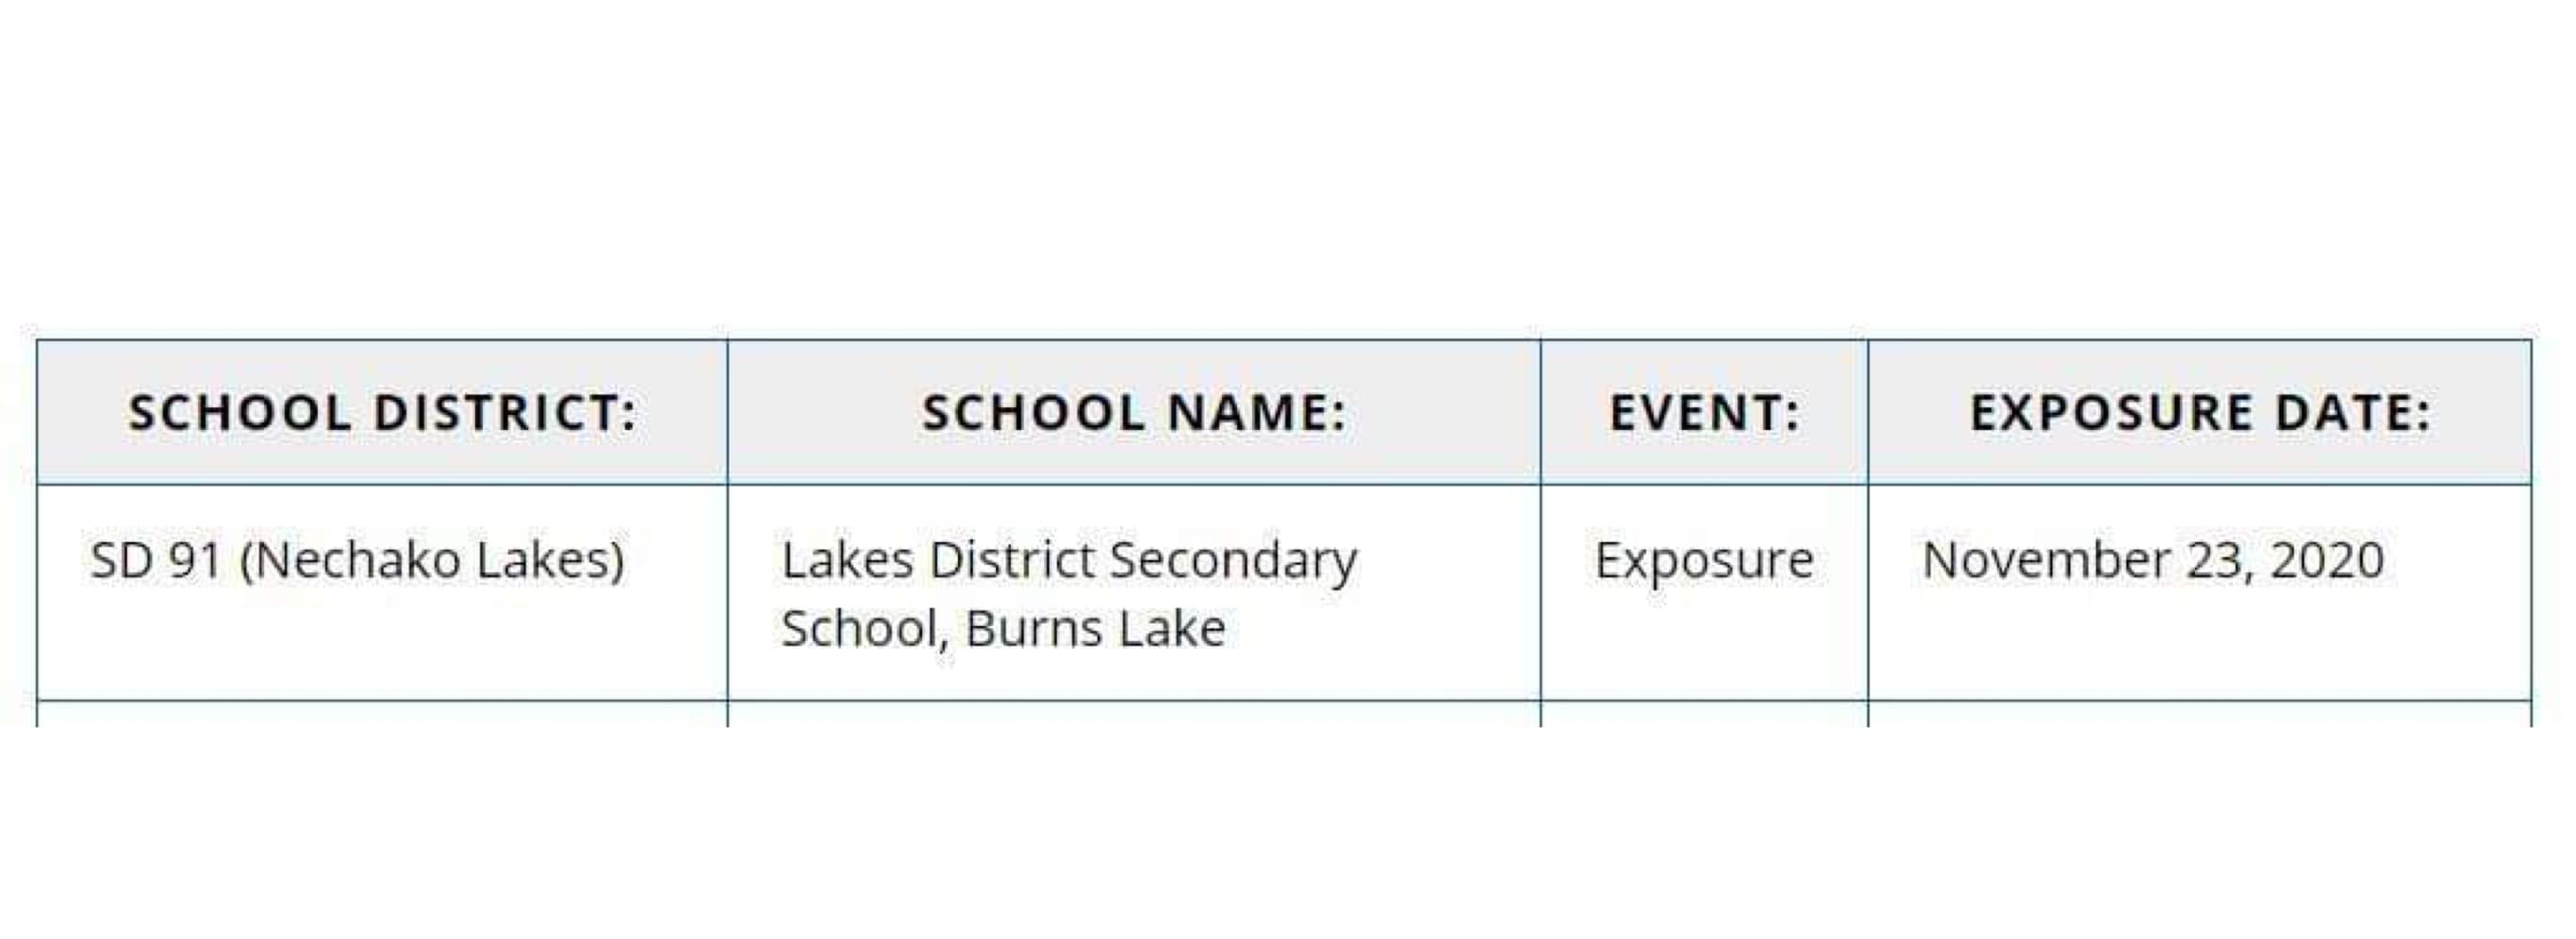 SCHOOL DISTRICT: SCHOOL NAME: EVENT: EXPOSURE DATE:
SD 91 (Nechako Lakes) Lakes District Secondary Exposure November 23, 2020
School, Burns Lake